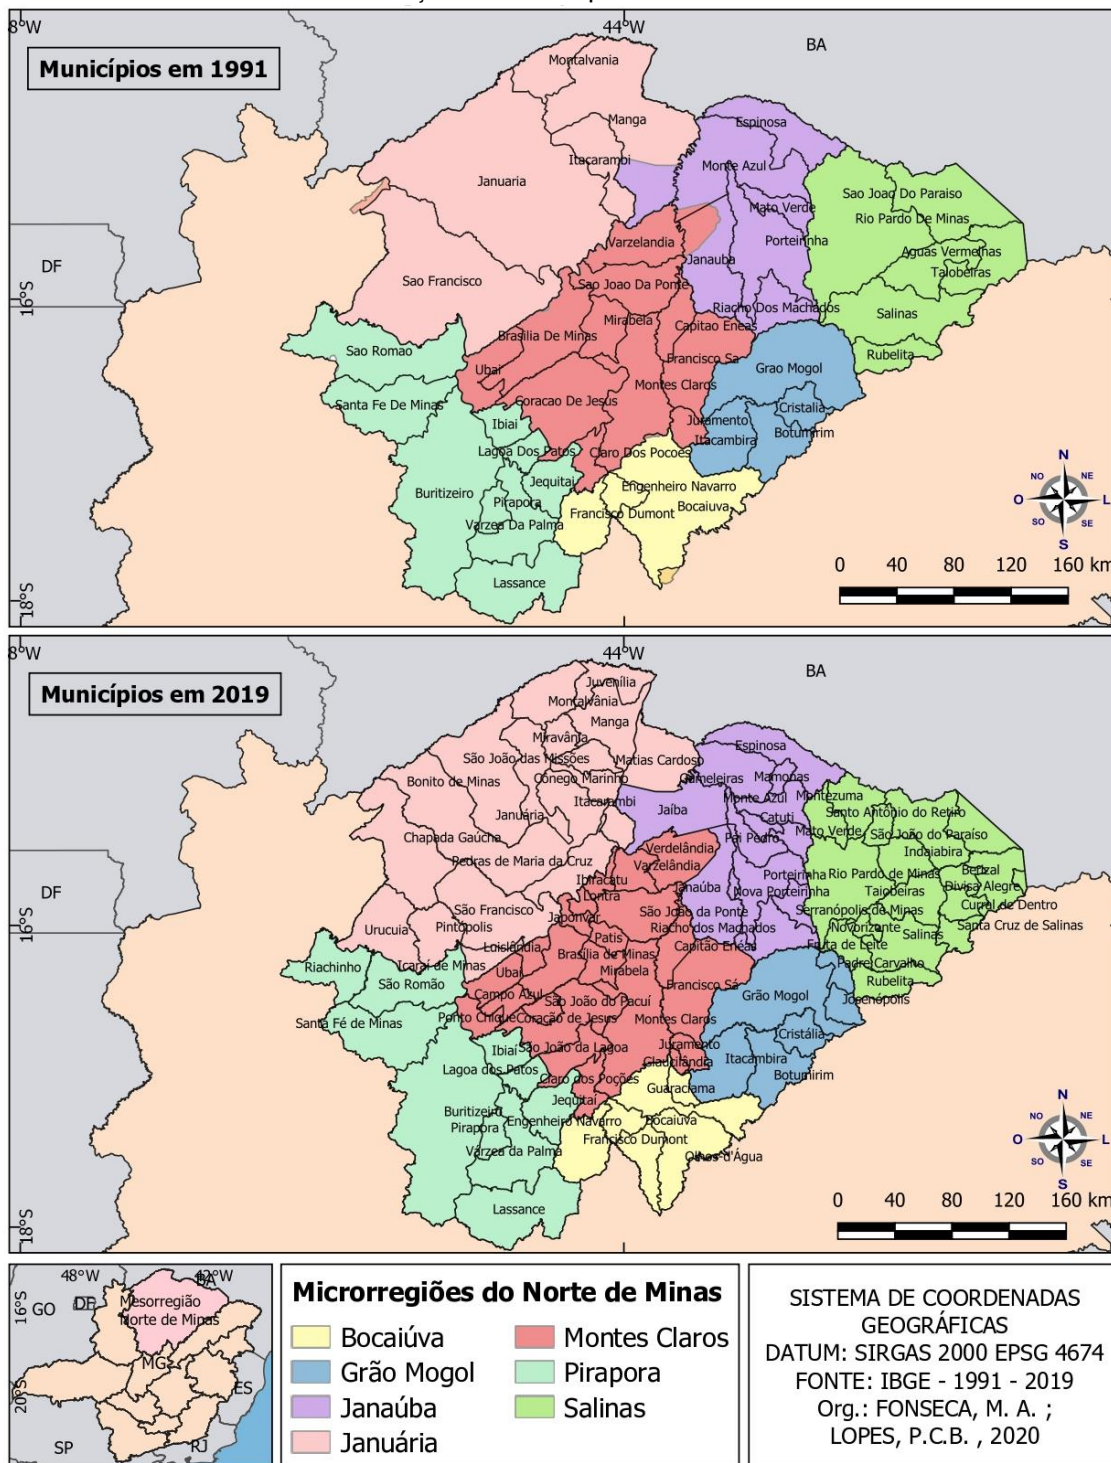 8°W
44°W
BA
Municípios em 1991
Montalvania
Manga
Espinosa
Itacarambi
Monte Azul
Januaria
Sao Joao Do Paraiso
Mato Verde
Rio Pardo De Minas
Varzelandia
Porteirinha
Aguas Vermelhas
Janauba
DF
Talobeiras
Sao Francisco
Sao Joao Da Ponte
16°S
Riacho Dos Machados
Salinas
Mirabela
Capitao Eneas
Brasilia De Minas
Sao Romao
Rubelita
Francisco Sa
Ubai
Grao Mogol
Montes Claros
Santa Fe De Minas
Coracao De Jesus
Cristalia
Ibiai
Juramento
Botumirim
Itacambira
Lagoa Dos Patos
Claro Dos Pocoes
Jequitai
Engenheiro Navarro
Buritizeiro
Pirapora
Bocaiuva
Francisco Dumont
Varzea Da Palma
Lassance
18°S
N
NO
NE
O
L
SO
SE
S
0 40 80 120 160 km
8°W
44°W
BA
Municípios em 2019
Juvenília
Montalvânia
Manga
Miravânia
Espinosa
São João das Missões
Matias Cardoso
Bonito de Minas
Cônego Marinho
Gameleiras
Mamonas
Itacarambi
Monte Azul
Montezuma
Jaíba
Santo Antônio do Retiro
Januária
Catuti
Mato Verde
São João do Paraíso
Chapada Gaúcha
Pai Pedro
Verdelândia
Indaiabira
Pedras de Maria da Cruz
Varzelândia
Berizal
Porteirinha
Rio Pardo de Minas
Ibiracatu
Divisa Alegre
DF
Janaúba
Nova Porteirinha
Taiobeiras
Lontra
Curral de Dentro
São Francisco
São João da Ponte
Serranópolis de Minas
Japonvar
16°S
Urucuia
Pintópolis
Riacho dos Machados
Novorizonte
Santa Cruz de Salinas
Patis
Salinas
Luislândia
Capitão Enéas
Fruta de Leite
Brasília de Minas
Riachinho
Icaraí de Minas
Padre Carvalho
Ubaí
Mirabela
São Romão
Francisco Sá
Rubelita
Campo Azul
Grão Mogol
São João do Pacuí
Josenópolis
Ponto Chique
Coração de Jesus
Montes Claros
Santa Fé de Minas
Cristália
Ibiaí
São João da Lagoa
Juramento
Itacambira
Glaucilândia
Lagoa dos Patos
Claro dos Poções
Botumirim
Guaraciama
Jequitaí
Buritizeiro
Engenheiro Navarro
Bocaiúva
Pirapora
Francisco Dumont
Várzea da Palma
Olhos-d'Água
Lassance
18°S
N
NO
NE
O
L
SO
SE
S
0 40 80 120 160 km
48°W
42°W
BA
16°S
GO
DF
Mesorregião
Norte de Minas
MG
20°S
ES
SP
RJ
Microrregiões do Norte de Minas
Bocaiúva
Montes Claros
Grão Mogol
Pirapora
Janaúba
Salinas
Januária
SISTEMA DE COORDENADAS
GEOGRÁFICAS
DATUM: SIRGAS 2000 EPSG 4674
FONTE: IBGE - 1991 - 2019
Org.: FONSECA, M. A. ;
LOPES, P.C.B. , 2020